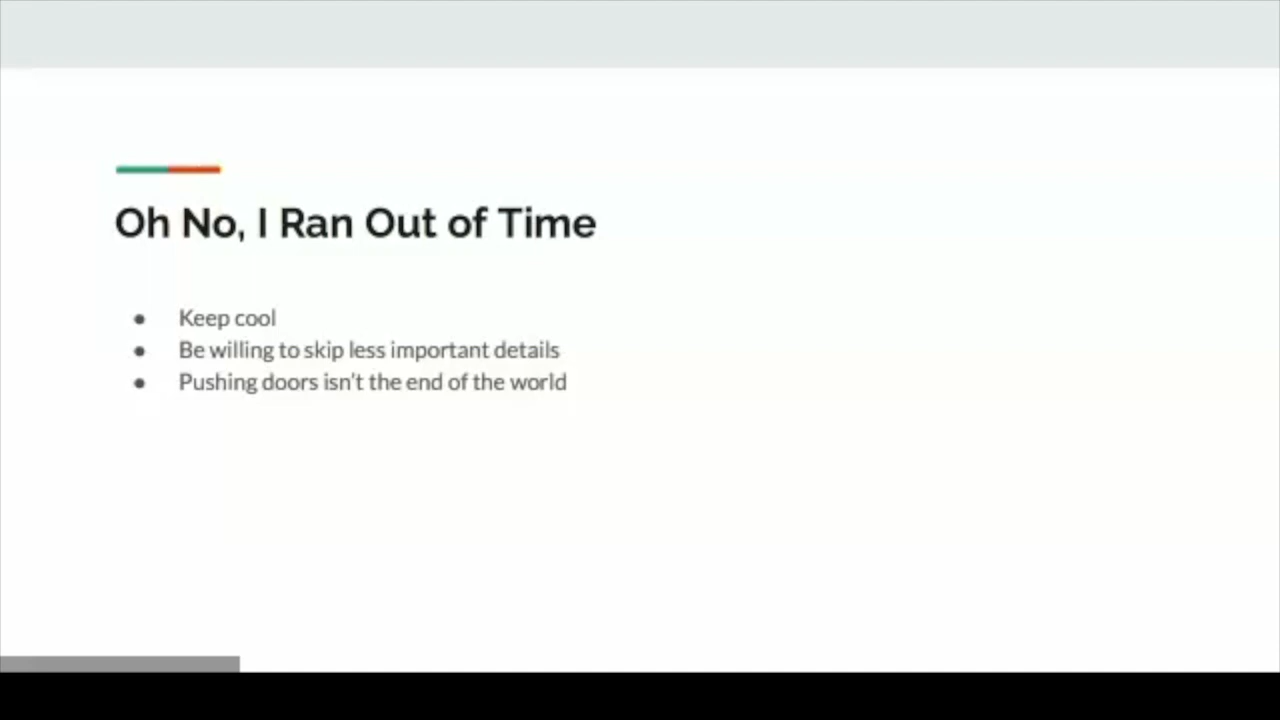 Oh No, I Ran Out of Time
● Keep cool
● Be willing to skip less important details
● Pushing doors isn't the end of the world